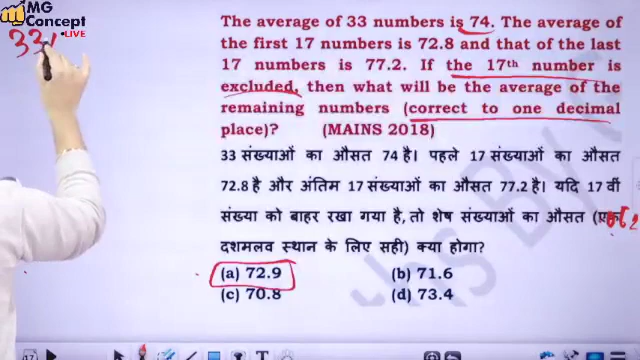 MG
Concept
LIVE
33
The average of 33 numbers is 74. The average of
the first 17 numbers is 72.8 and that of the last
17 numbers is 77.2. If the 17th number is
excluded, then what will be the average of the
remaining numbers (correct to one decimal
place)? (MAINS 2018)
33 संख्याओं का औसत 74 है। पहले 17 संख्याओं का औसत
72.8 है और अंतिम 17 संख्याओं का औसत 77.2 है। यदि 17 वीं
संख्या को बाहर रखा गया है, तो शेष संख्याओं का औसत (एक
दशमलव स्थान के लिए सही) क्या होगा?
(a) 72.9 (b) 71.6
(c) 70.8 (d) 73.4
17